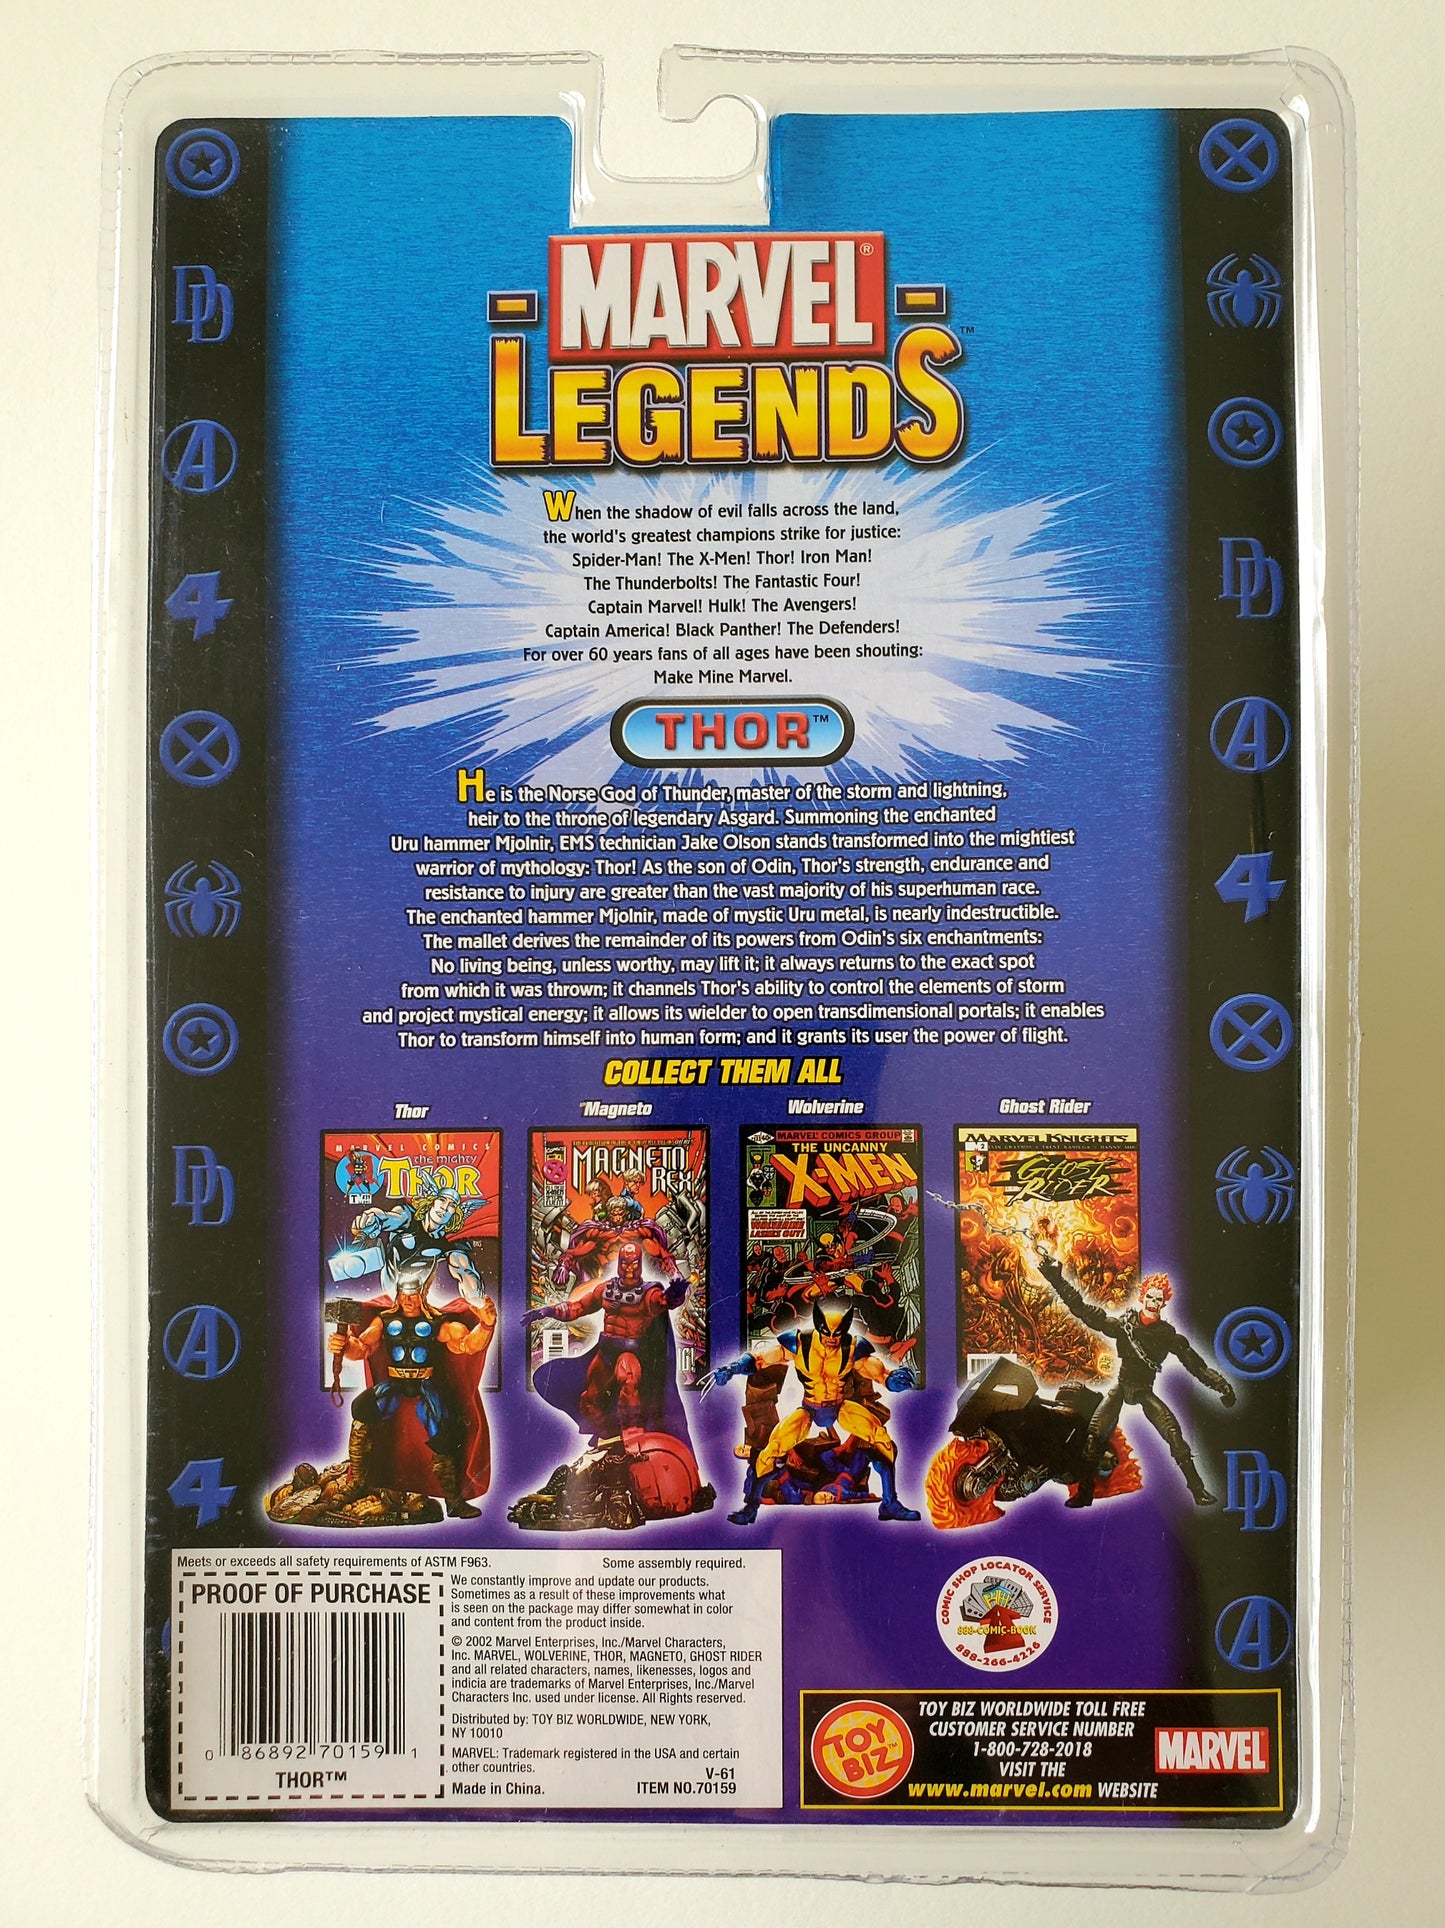 MARVEL®
LEGENDS™
When the shadow of evil falls across the land,
the world's greatest champions strike for justice:
Spider-Man! The X-Men! Thor! Iron Man!
The Thunderbolts! The Fantastic Four!
Captain Marvel! Hulk! The Avengers!
Captain America! Black Panther! The Defenders!
For over 60 years fans of all ages have been shouting:
Make Mine Marvel.
THOR™
He is the Norse God of Thunder, master of the storm and lightning,
heir to the throne of legendary Asgard. Summoning the enchanted
Uru hammer Mjolnir, EMS technician Jake Olson stands transformed into the mightiest
warrior of mythology: Thor! As the son of Odin, Thor's strength, endurance and
resistance to injury are greater than the vast majority of his superhuman race.
The enchanted hammer Mjolnir, made of mystic Uru metal, is nearly indestructible.
The mallet derives the remainder of its powers from Odin's six enchantments:
No living being, unless worthy, may lift it; it always returns to the exact spot
from which it was thrown; it channels Thor's ability to control the elements of storm
and project mystical energy; it allows its wielder to open transdimensional portals; it enables
Thor to transform himself into human form; and it grants its user the power of flight.
COLLECT THEM ALL
Thor
Magneto
Wolverine
Ghost Rider
MARVEL COMICS
the mighty
THOR
MAGNETO
REX
MARVEL COMICS GROUP
THE UNCANNY
X-MEN
WOLVERINE
LASHES OUT!
MARVEL KNIGHTS
2
GHOST
RIDER
Meets or exceeds all safety requirements of ASTM F963.
Some assembly required.
PROOF OF PURCHASE
0 86892 70159 1
THOR™
We constantly improve and update our products.
Sometimes as a result of these improvements what
is seen on the package may differ somewhat in color
and content from the product inside.
© 2002 Marvel Enterprises, Inc./Marvel Characters,
Inc. MARVEL, WOLVERINE, THOR, MAGNETO, GHOST RIDER
and all related characters, names, likenesses, logos and
indicia are trademarks of Marvel Enterprises, Inc./Marvel
Characters Inc. used under license. All Rights reserved.
Distributed by: TOY BIZ WORLDWIDE, NEW YORK,
NY 10010
MARVEL: Trademark registered in the USA and certain
other countries.
V-61
Made in China.
ITEM NO.70159
COMIC SHOP LOCATOR SERVICE
888-COMIC-BOOK
888-266-4226
TOY
BIZ
TOY BIZ WORLDWIDE TOLL FREE
CUSTOMER SERVICE NUMBER
1-800-728-2018
VISIT THE
www.marvel.com WEBSITE
MARVEL